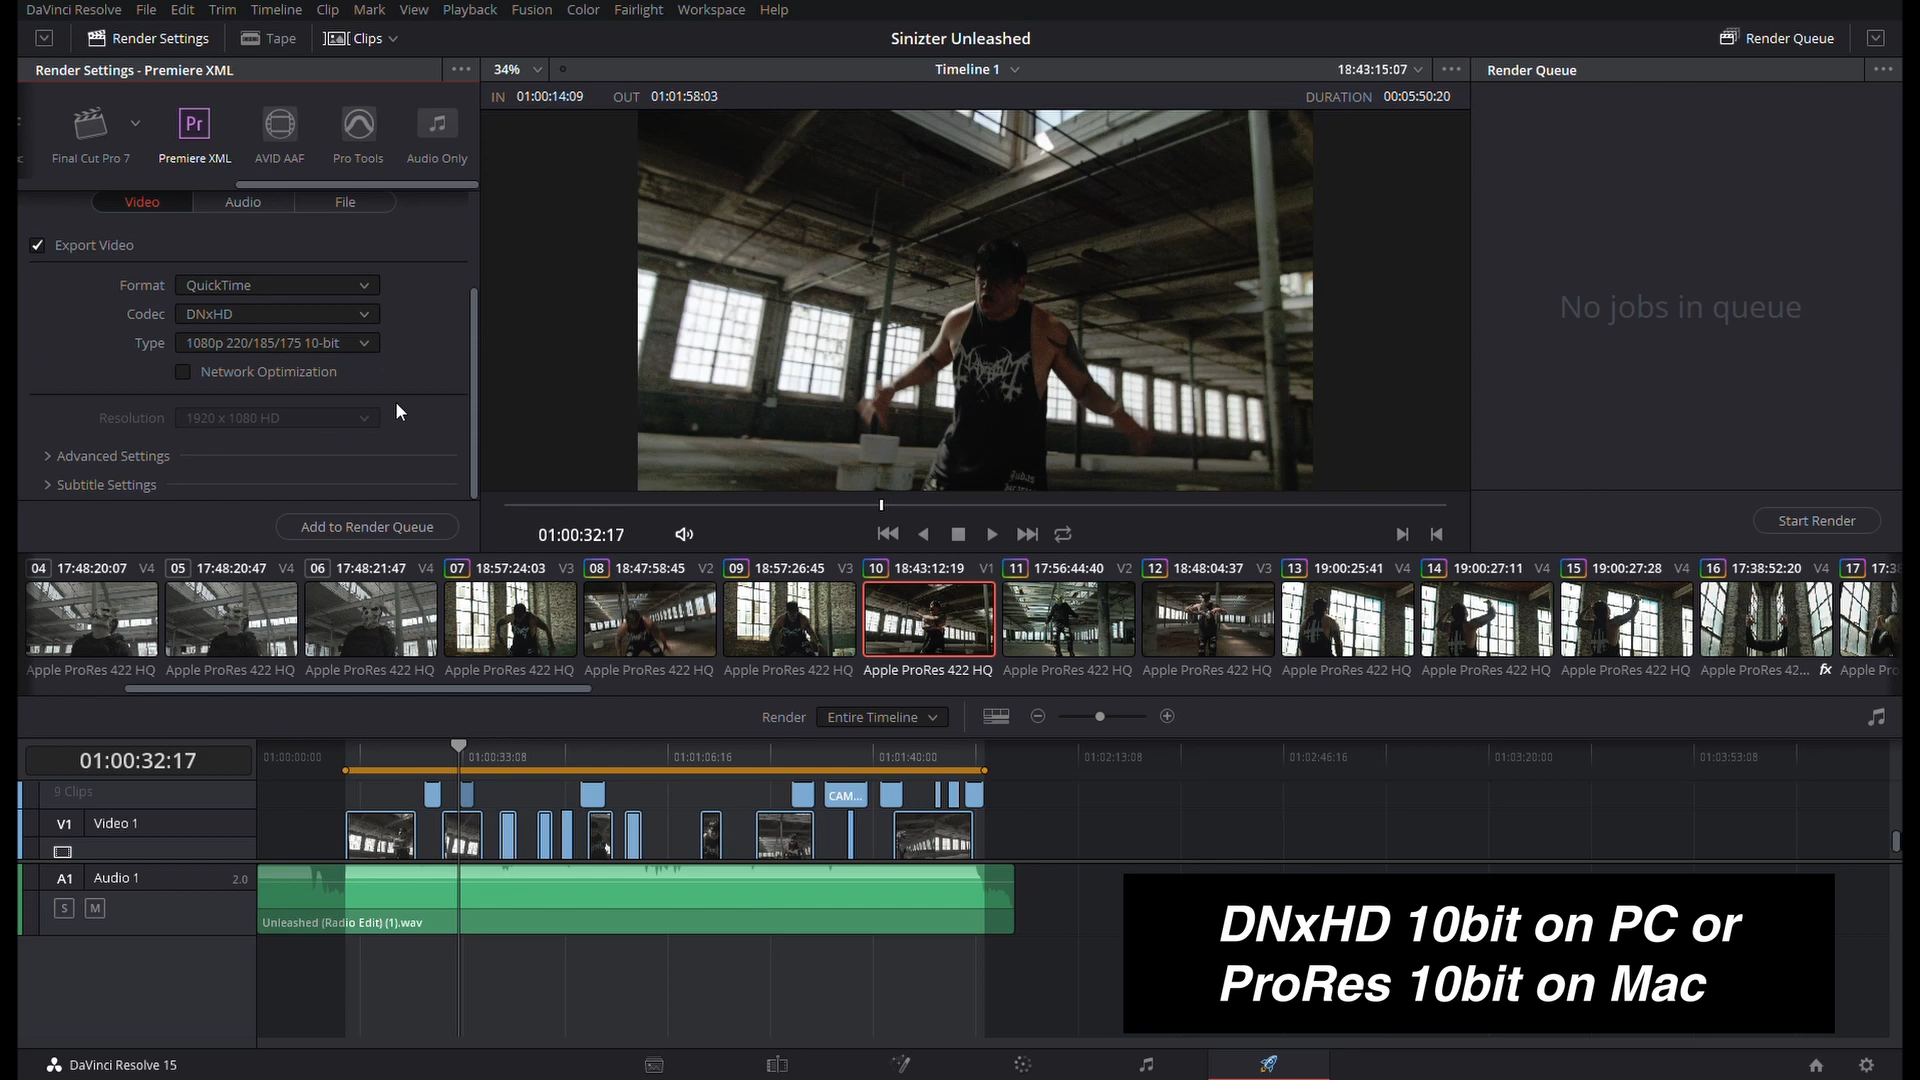 DaVinci Resolve File Edit Trim Timeline Clip Mark View Playback Fusion Color Fairlight Workspace Help
Render Settings Tape Clips Sinizter Unleashed Render Queue
Render Settings - Premiere XML
34% Timeline 1 18:43:15:07
Render Queue
IN 01:00:14:09 OUT 01:01:58:03 DURATION 00:05:50:20
Pr
Final Cut Pro 7 Premiere XML AVID AAF Pro Tools Audio Only
Video Audio File
Export Video
Format QuickTime
Codec DNxHD
Type 1080p 220/185/175 10-bit
Network Optimization
Resolution 1920 x 1080 HD
Advanced Settings
Subtitle Settings
Add to Render Queue
No jobs in queue
Judas
01:00:32:17
Start Render
04 17:48:20:07 V4 05 17:48:20:47 V4 06 17:48:21:47 V4 07 18:57:24:03 V3 08 18:47:58:45 V2 09 18:57:26:45 V3 10 18:43:12:19 V1 11 17:56:44:40 V2 12 18:48:04:37 V3 13 19:00:25:41 V4 14 19:00:27:11 V4 15 19:00:27:28 V4 16 17:38:52:20 V4 17 17:38
Apple ProRes 422 HQ Apple ProRes 422 HQ Apple ProRes 422 HQ Apple ProRes 422 HQ Apple ProRes 422 HQ Apple ProRes 422 HQ Apple ProRes 422 HQ Apple ProRes 422 HQ Apple ProRes 422 HQ Apple ProRes 422 HQ Apple ProRes 422 HQ Apple ProRes 422 HQ Apple ProRes 42... fx Apple Pro
Render Entire Timeline
01:00:32:17
01:00:00:00 01:00:33:08 01:01:06:16 01:01:40:00 01:02:13:08 01:02:46:16 01:03:20:00 01:03:53:08
9 Clips
CAM...
V1 Video 1
A1 Audio 1 2.0
S M
Unleashed (Radio Edit) (1).wav
DNxHD 10bit on PC or
ProRes 10bit on Mac
DaVinci Resolve 15